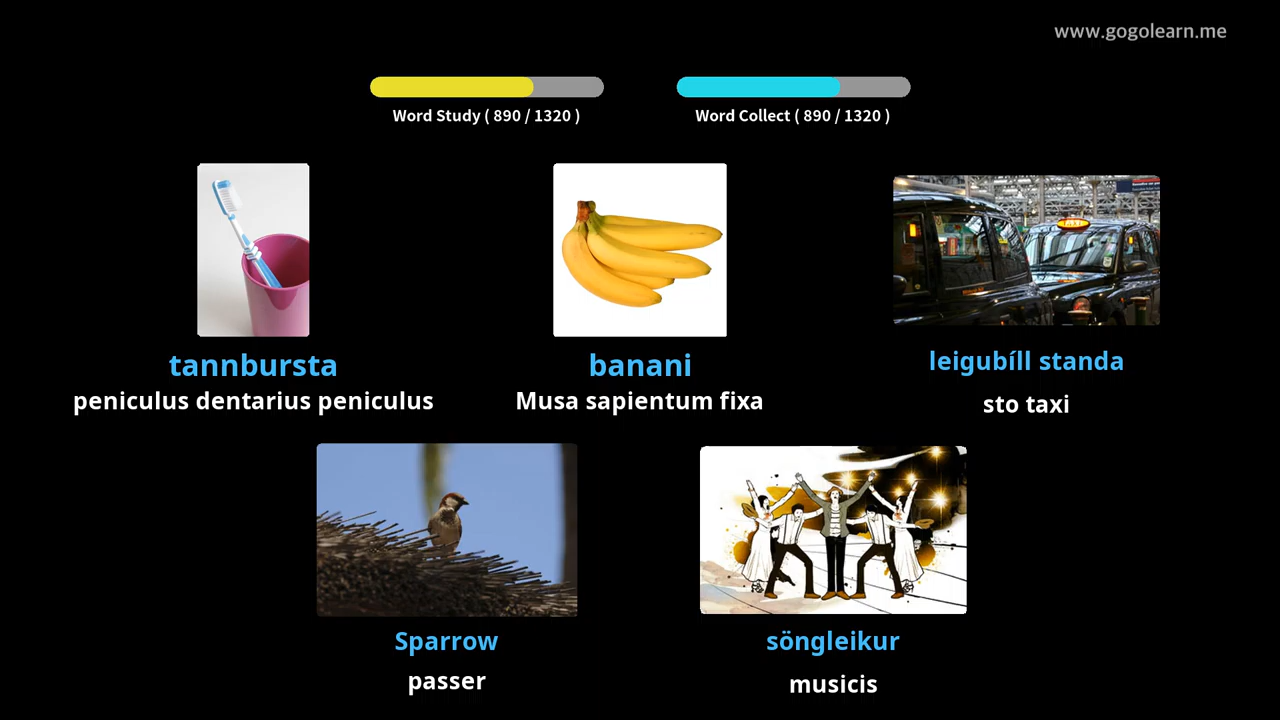 www.gogolearn.me
Word Study ( 890 / 1320 )
Word Collect ( 890 / 1320 )
tannbursta
banani
leigubíll standa
peniculus dentarius peniculus
Musa sapientum fixa
sto taxi
Sparrow
söngleikur
passer
musicis